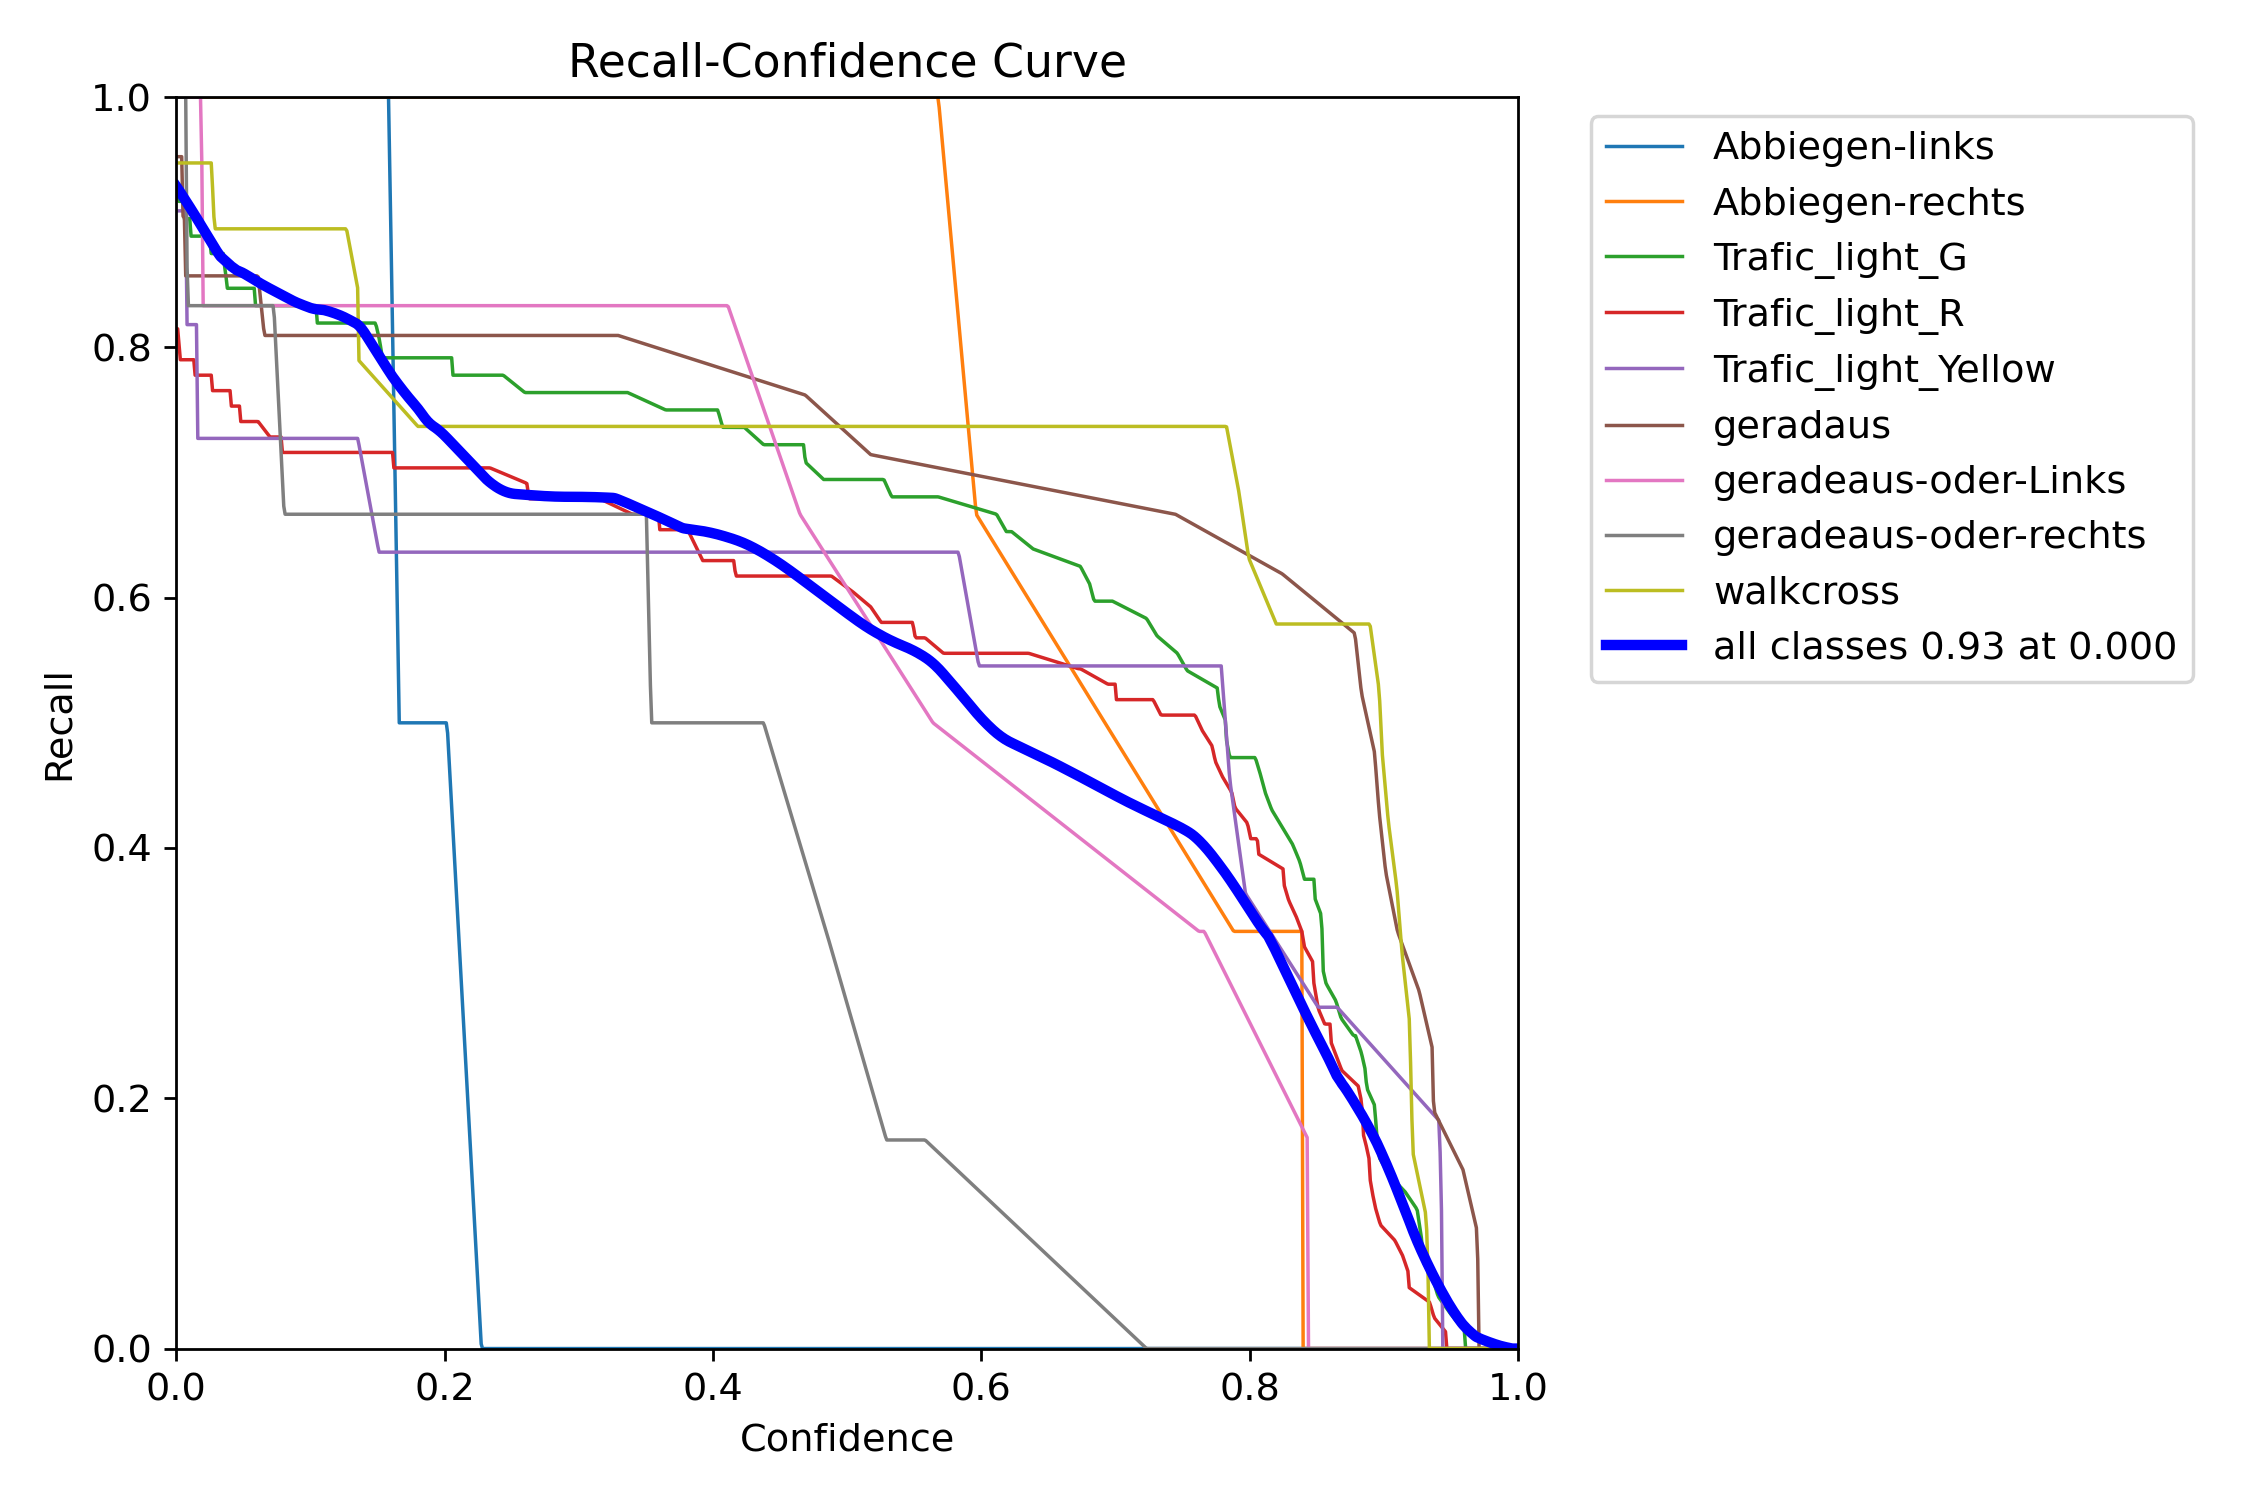 Recall-Confidence Curve
1.0
0.8
0.6
0.4
0.2
0.0
Recall
0.0 0.2 0.4 0.6 0.8 1.0
Confidence
Abbiegen-links
Abbiegen-rechts
Trafic_light_G
Trafic_light_R
Trafic_light_Yellow
geradaus
geradeaus-oder-Links
geradeaus-oder-rechts
walkcross
all classes 0.93 at 0.000